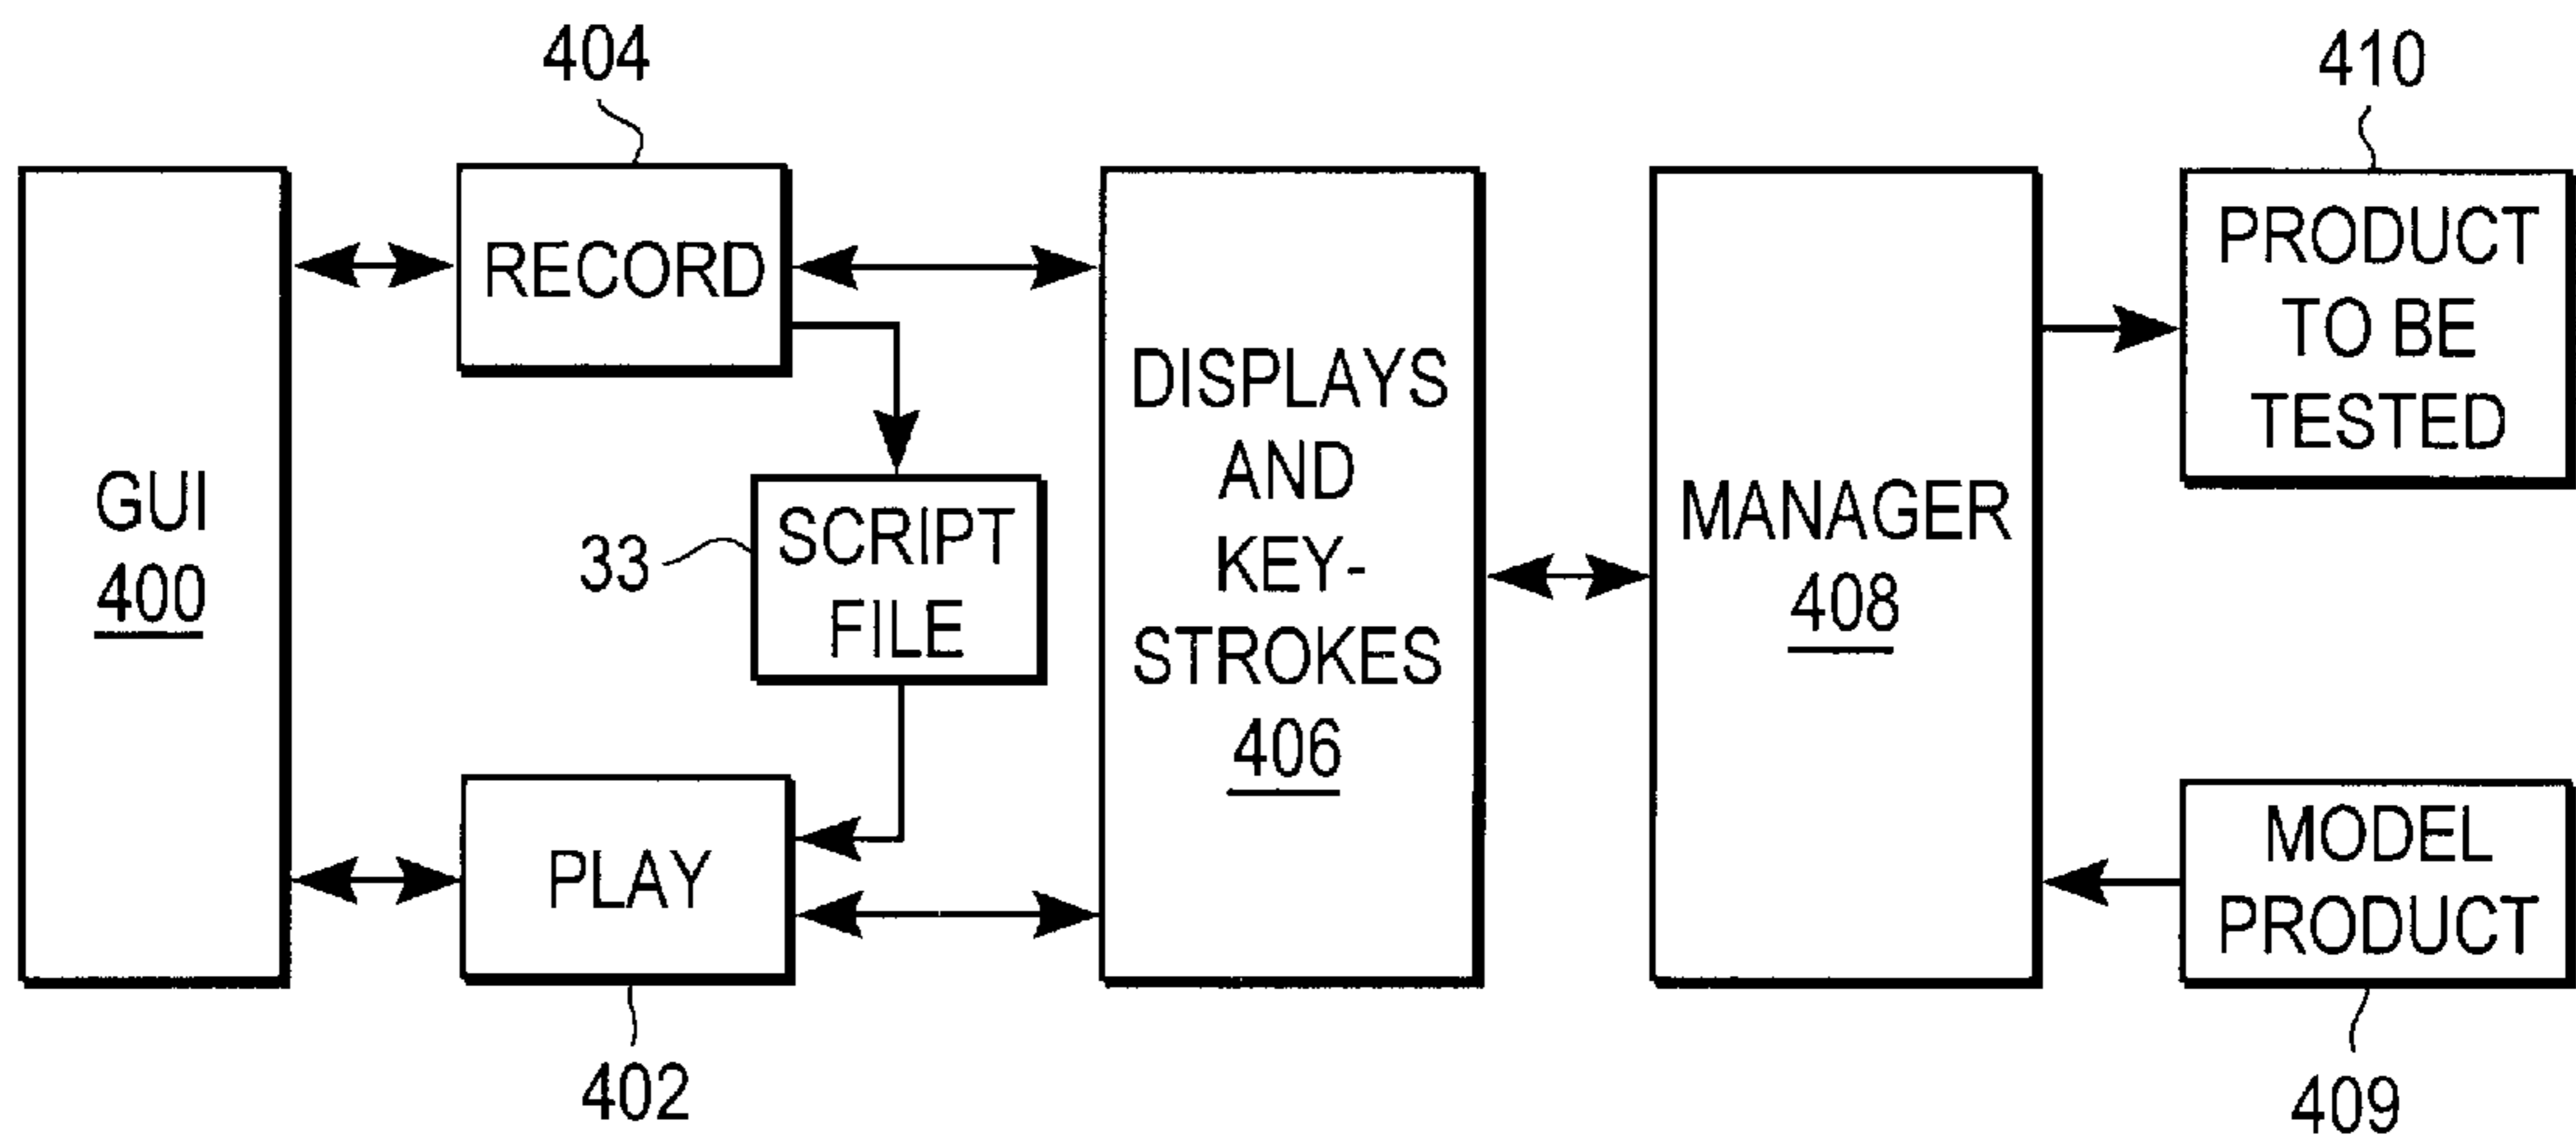 404
410
GUI
400
RECORD
33
SCRIPT
FILE
PLAY
402
DISPLAYS
AND
KEY-
STROKES
406
MANAGER
408
PRODUCT
TO BE
TESTED
MODEL
PRODUCT
409